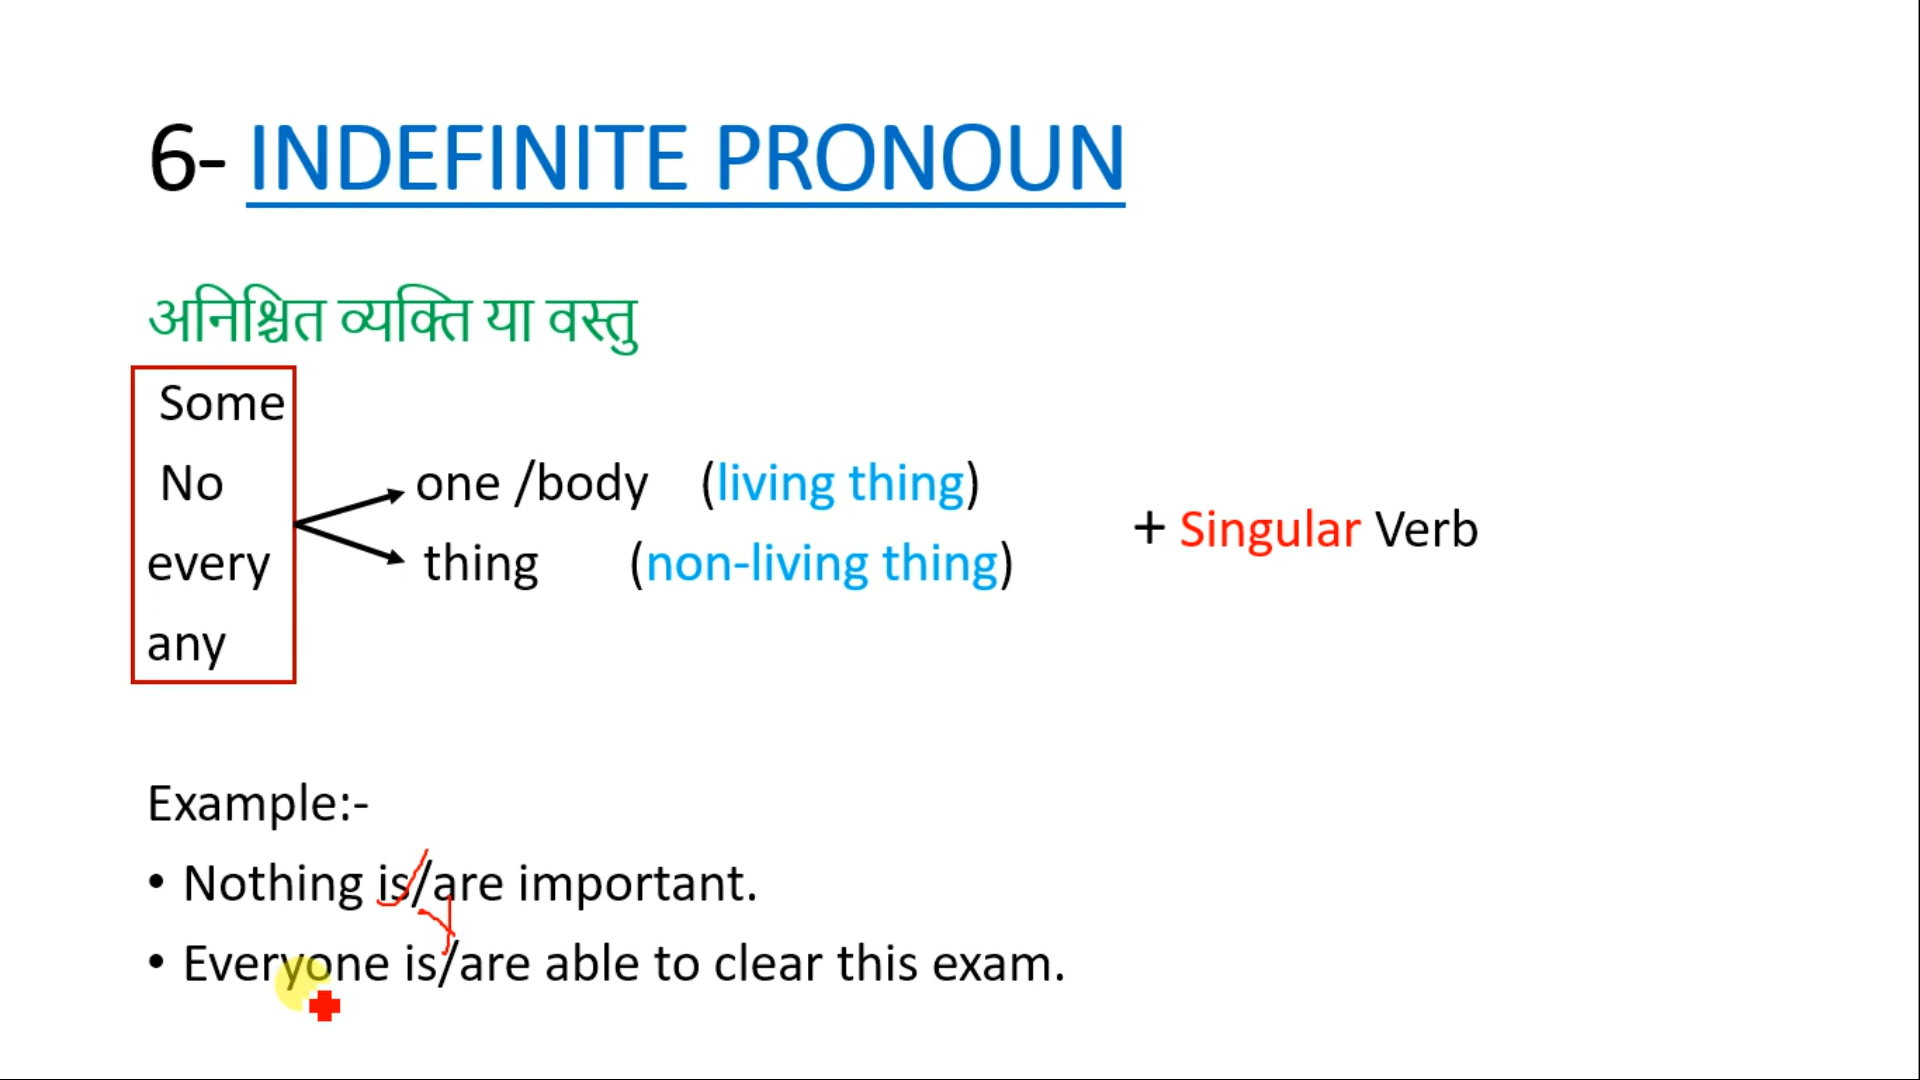 6- INDEFINITE PRONOUN
अनिश्चित व्यक्ति या वस्तु
Some
No
every
any
one /body (living thing)
thing (non-living thing)
+ Singular Verb
Example:-
• Nothing is/are important.
• Everyone is/are able to clear this exam.